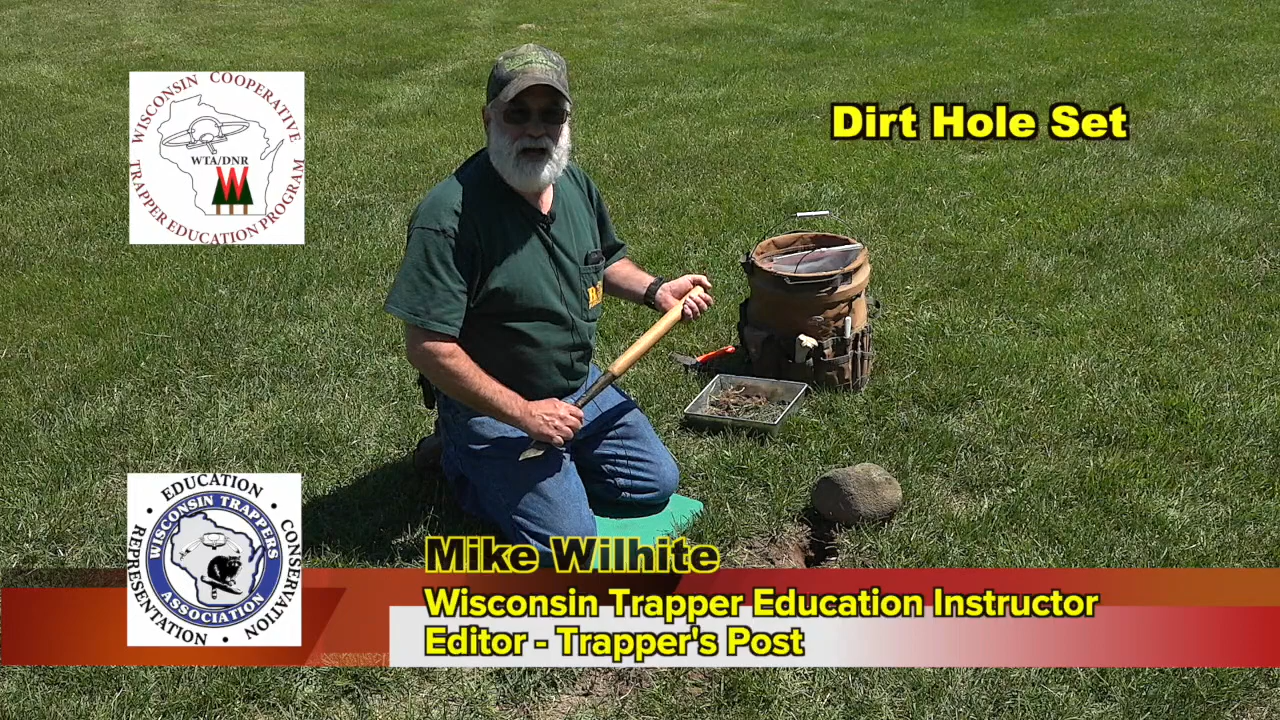 WISCONSIN COOPERATIVE
WTA/DNR
W
TRAPPER EDUCATION PROGRAM
Dirt Hole Set
• EDUCATION • CONSERVATION • REPRESENTATION
WISCONSIN TRAPPERS
ASSOCIATION
Mike Wilhite
Wisconsin Trapper Education Instructor
Editor - Trapper's Post